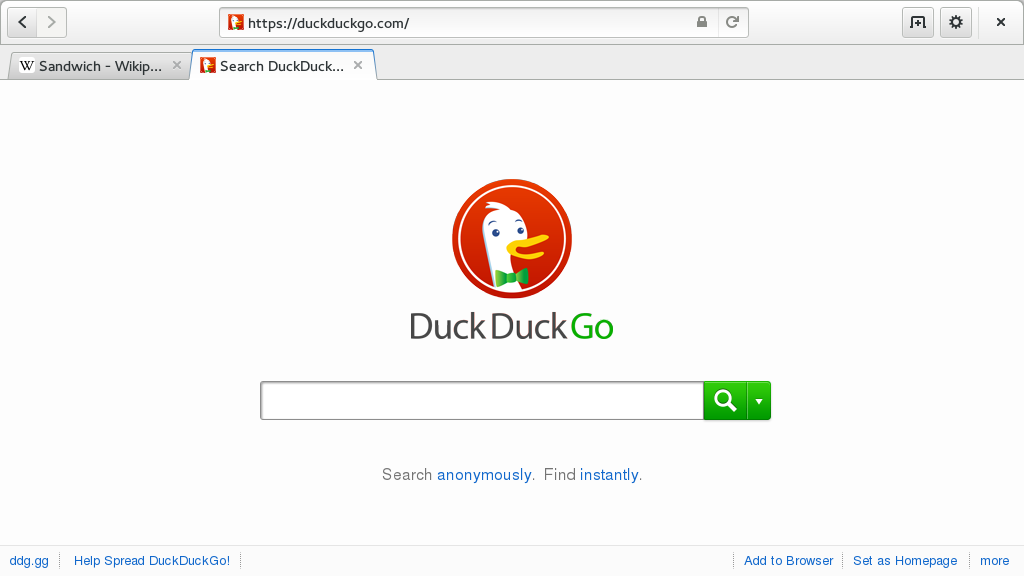 https://duckduckgo.com/
W Sandwich - Wikip...
Search DuckDuck...
DuckDuckGo
Search anonymously. Find instantly.
ddg.gg Help Spread DuckDuckGo! Add to Browser Set as Homepage more